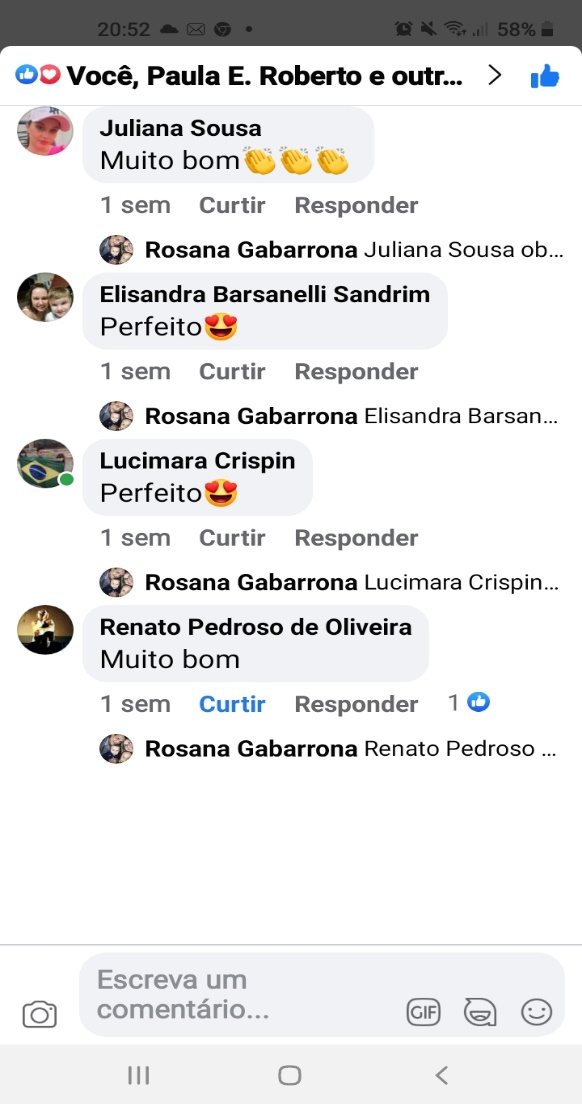 20:52 58%
Você, Paula E. Roberto e outr...
Juliana Sousa
Muito bom👏👏👏
1 sem Curtir Responder
Rosana Gabarrona Juliana Sousa ob...
Elisandra Barsanelli Sandrim
Perfeito😍
1 sem Curtir Responder
Rosana Gabarrona Elisandra Barsan...
Lucimara Crispin
Perfeito😍
1 sem Curtir Responder
Rosana Gabarrona Lucimara Crispin...
Renato Pedroso de Oliveira
Muito bom
1 sem Curtir Responder 1
Rosana Gabarrona Renato Pedroso ...
Escreva um
comentário...
GIF